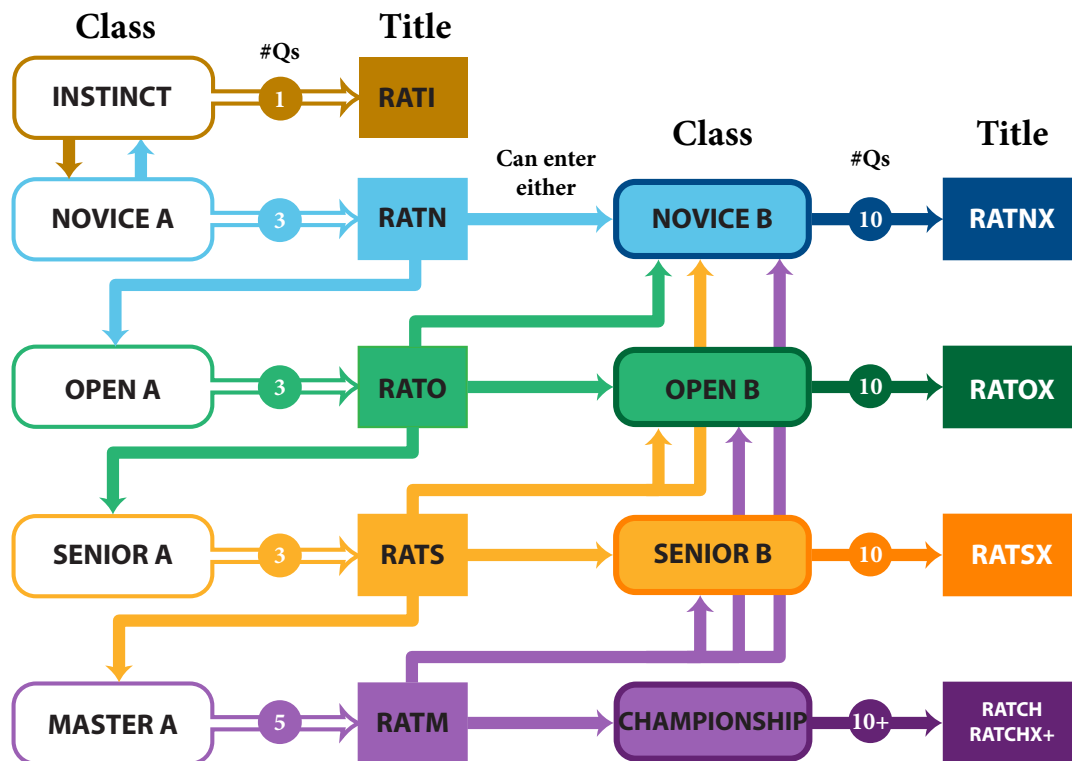 Class
#Qs
Title
INSTINCT
1
RATI
Class
#Qs
Title
Can enter
either
NOVICE A
3
RATN
NOVICE B
10
RATNX
OPEN A
3
RATO
OPEN B
10
RATOX
SENIOR A
3
RATS
SENIOR B
10
RATSX
MASTER A
5
RATM
CHAMPIONSHIP
10+
RATCH
RATCHX+